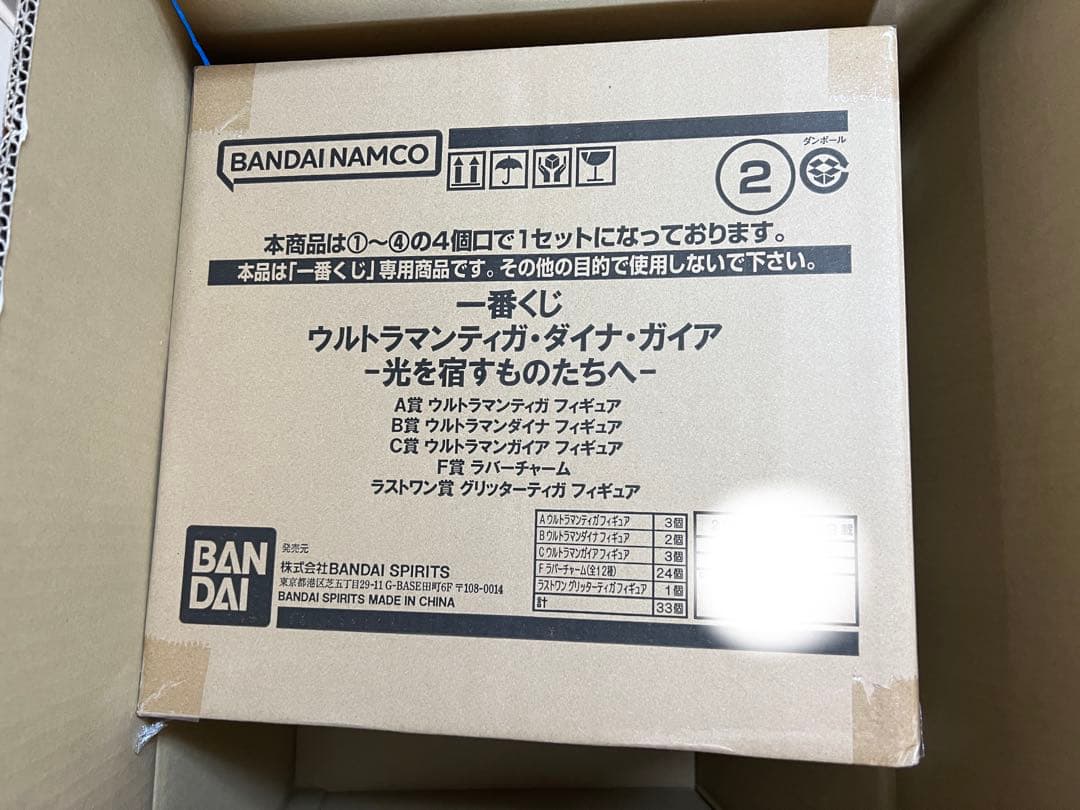 BANDAI NAMCO
2
ダンボール
本商品は①～④の4個口で1セットになっております。
本品は「一番くじ」専用商品です。その他の目的で使用しないで下さい。
一番くじ
ウルトラマンティガ・ダイナ・ガイア
-光を宿すものたちへ-
A賞 ウルトラマンティガ フィギュア
B賞 ウルトラマンダイナ フィギュア
C賞 ウルトラマンガイア フィギュア
F賞 ラバーチャーム
ラストワン賞 グリッターティガ フィギュア
BAN
DAI
発売元
株式会社BANDAI SPIRITS
東京都港区芝五丁目29-11 G-BASE田町6F 〒108-0014
BANDAI SPIRITS MADE IN CHINA
A ウルトラマンティガフィギュア 3個
B ウルトラマンダイナフィギュア 2個
C ウルトラマンガイアフィギュア 3個
F ラバーチャーム(全12種) 24個
ラストワン グリッターティガフィギュア 1個
計 33個